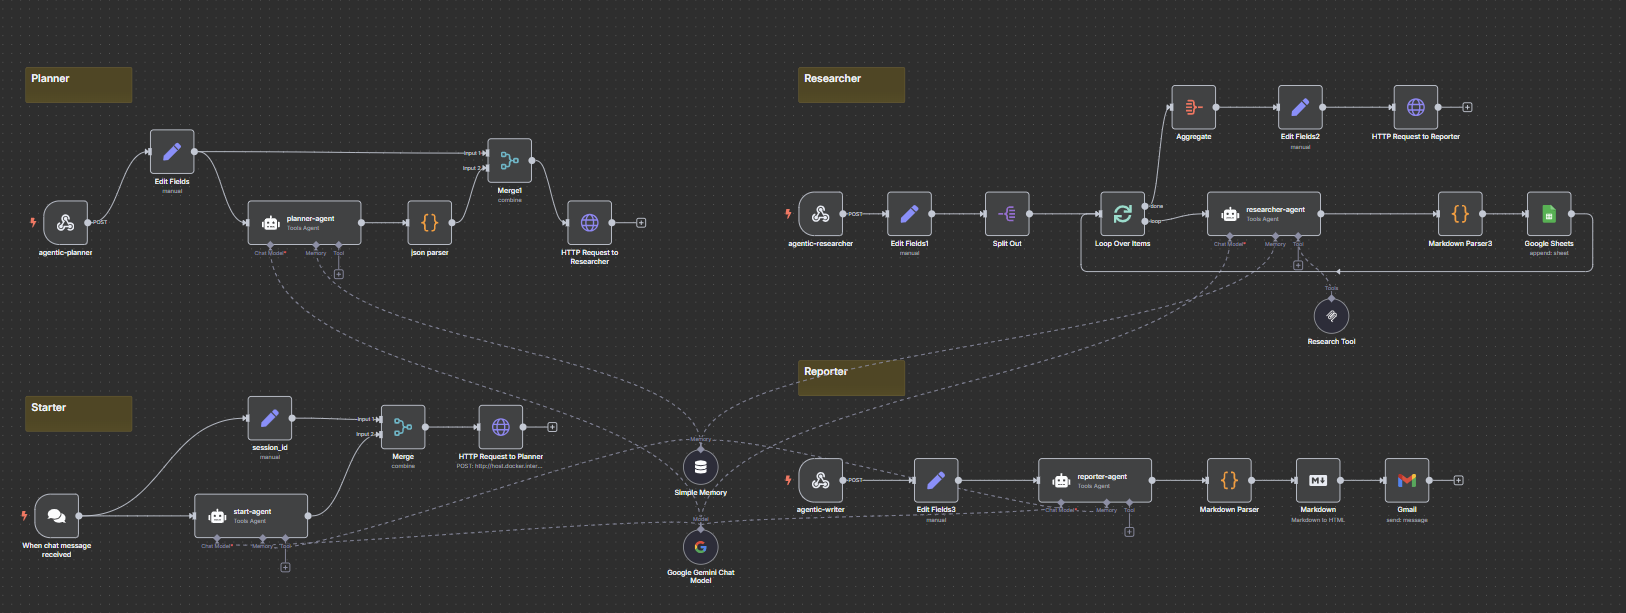 Planner
Edit Fields
manual
POST
agentic-planner
planner-agent
Tools Agent
Chat Model*
Memory
Tool
json parser
Input 1
Input 2
Merge1
combine
HTTP Request to
Researcher
Researcher
Aggregate
Edit Fields2
manual
HTTP Request to Reporter
POST
agentic-researcher
Edit Fields1
manual
Split Out
done
loop
Loop Over Items
researcher-agent
Tools Agent
Chat Model*
Memory
Tool
Markdown Parser3
Google Sheets
append: sheet
Tools
Research Tool
Starter
session_id
manual
Input 1
Input 2
Merge
combine
HTTP Request to Planner
POST: http://host.docker.inter...
When chat message
received
start-agent
Tools Agent
Chat Model*
Memory
Tool
Memory
Simple Memory
Model
Google Gemini Chat
Model
Reporter
POST
agentic-writer
Edit Fields3
manual
reporter-agent
Tools Agent
Chat Model*
Memory
Tool
Markdown Parser
M
Markdown
Markdown to HTML
Gmail
send: message